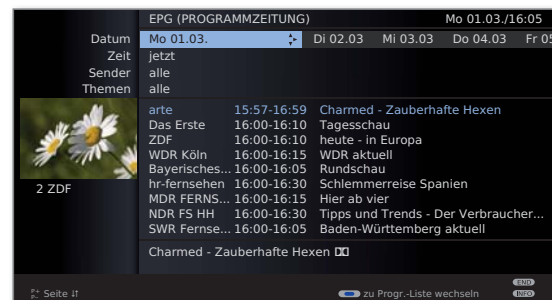 EPG (PROGRAMMZEITUNG) Mo 01.03./16:05
Datum Mo 01.03. Di 02.03 Mi 03.03 Do 04.03 Fr 05
Zeit jetzt
Sender alle
Themen alle
arte 15:57-16:59 Charmed - Zauberhafte Hexen
Das Erste 16:00-16:10 Tagesschau
ZDF 16:00-16:10 heute - in Europa
WDR Köln 16:00-16:15 WDR aktuell
Bayerisches... 16:00-16:05 Rundschau
hr-fernsehen 16:00-16:30 Schlemmerreise Spanien
MDR FERNS... 16:00-16:15 Hier ab vier
NDR FS HH 16:00-16:30 Tipps und Trends - Der Verbraucher...
SWR Fernse... 16:00-16:05 Baden-Württemberg aktuell
2 ZDF
Charmed - Zauberhafte Hexen
END
P+ P- Seite zu Progr.-Liste wechseln INFO